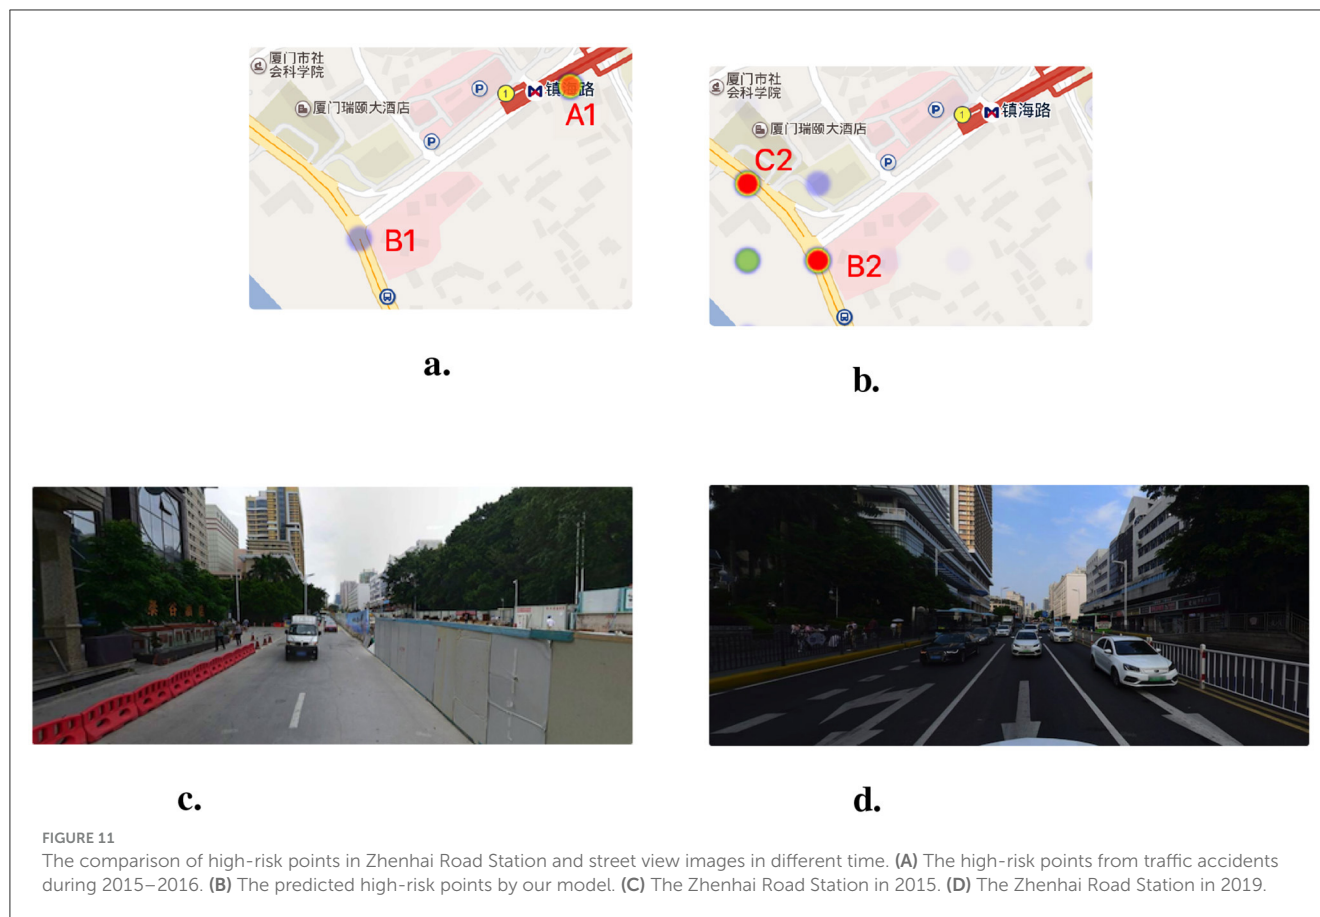 厦门市社
会科学院
厦门瑞颐大酒店
P
1
镇海路
A1
P
B1
厦门市社
会科学院
厦门瑞颐大酒店
P
1
镇海路
C2
P
B2
a.
b.
c.
d.
FIGURE 11
The comparison of high-risk points in Zhenhai Road Station and street view images in different time. (A) The high-risk points from traffic accidents
during 2015–2016. (B) The predicted high-risk points by our model. (C) The Zhenhai Road Station in 2015. (D) The Zhenhai Road Station in 2019.